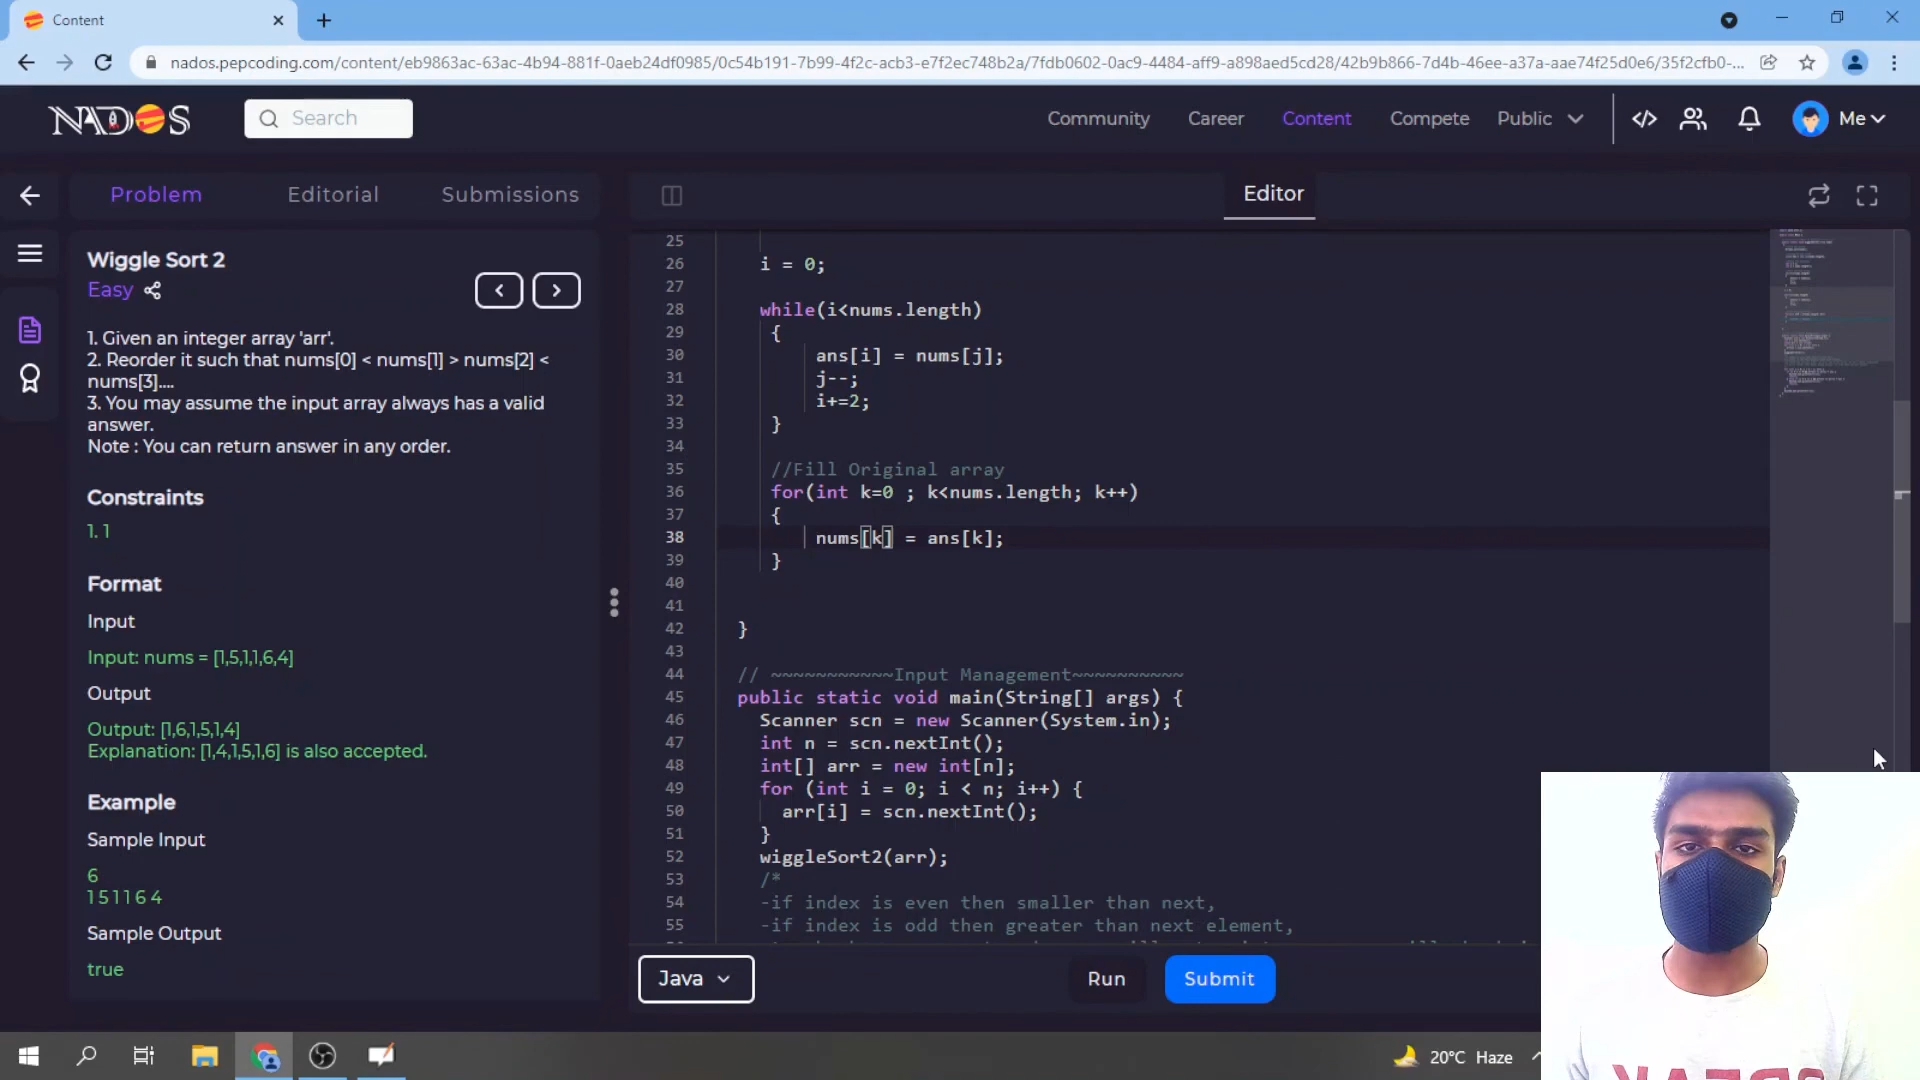 Content
nados.pepcoding.com/content/eb9863ac-63ac-4b94-881f-0aeb24df0985/0c54b191-7b99-4f2c-acb3-e7f2ec748b2a/7fdb0602-0ac9-4484-aff9-a898aed5cd28/42b9b866-7d4b-46ee-a37a-aae74f25d0e6/35f2cfb0-...
NADOS
Search
Community
Career
Content
Compete
Public
</>
Me
Problem
Editorial
Submissions
Editor
Wiggle Sort 2
Easy
1. Given an integer array 'arr'.
2. Reorder it such that nums[0] < nums[1] > nums[2] <
nums[3]....
3. You may assume the input array always has a valid
answer.
Note : You can return answer in any order.
Constraints
1. 1
Format
Input
Input: nums = [1,5,1,1,6,4]
Output
Output: [1,6,1,5,1,4]
Explanation: [1,4,1,5,1,6] is also accepted.
Example
Sample Input
6
1 5 1 1 6 4
Sample Output
true
25
26 i = 0;
27
28 while(i<nums.length)
29 {
30 ans[i] = nums[j];
31 j--;
32 i+=2;
33 }
34
35 //Fill Original array
36 for(int k=0 ; k<nums.length; k++)
37 {
38 nums[k] = ans[k];
39 }
40
41
42 }
43
44 // ~~~~~~~~~~~Input Management~~~~~~~~~~
45 public static void main(String[] args) {
46 Scanner scn = new Scanner(System.in);
47 int n = scn.nextInt();
48 int[] arr = new int[n];
49 for (int i = 0; i < n; i++) {
50 arr[i] = scn.nextInt();
51 }
52 wiggleSort2(arr);
53 /*
54 -if index is even then smaller than next,
55 -if index is odd then greater than next element,
Java
Run
Submit
20°C Haze